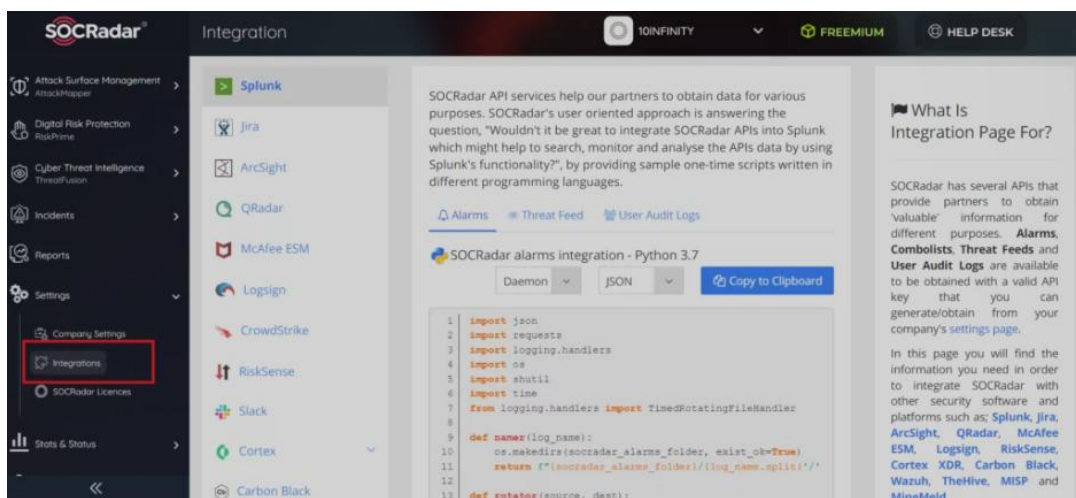 SOCRadar®
Integration
10INFINITY
FREEMIUM
HELP DESK
Attack Surface Management
AttackMapper
Digital Risk Protection
RiskPrime
Cyber Threat Intelligence
ThreatFusion
Incidents
Reports
Settings
Company Settings
Integrations
SOCRadar Licences
Stats & Status
Splunk
Jira
ArcSight
QRadar
McAfee ESM
Logsign
CrowdStrike
RiskSense
Slack
Cortex
Carbon Black
SOCRadar API services help our partners to obtain data for various
purposes. SOCRadar's user oriented approach is answering the
question, "Wouldn't it be great to integrate SOCRadar APIs into Splunk
which might help to search, monitor and analyse the APIs data by using
Splunk's functionality?", by providing sample one-time scripts written in
different programming languages.
Alarms Threat Feed User Audit Logs
SOCRadar alarms integration - Python 3.7
Daemon JSON Copy to Clipboard
1 import json
2 import requests
3 import logging.handlers
4 import os
5 import shutil
6 import time
7 from logging.handlers import TimedRotatingFileHandler
8
9 def namer(log_name):
10 os.makedirs(socradar_alarms_folder, exist_ok=True)
11 return f"{socradar_alarms_folder}/{log_name.split('/'
12
13 def rotator(source, dest):
What Is
Integration Page For?
SOCRadar has several APIs that
provide partners to obtain
'valuable' information for
different purposes. Alarms,
Combolists, Threat Feeds and
User Audit Logs are available
to be obtained with a valid API
key that you can
generate/obtain from your
company's settings page.
In this page you will find the
information you need in order
to integrate SOCRadar with
other security software and
platforms such as; Splunk, Jira,
ArcSight, QRadar, McAfee
ESM, Logsign, RiskSense,
Cortex XDR, Carbon Black,
Wazuh, TheHive, MISP and
MineMeld